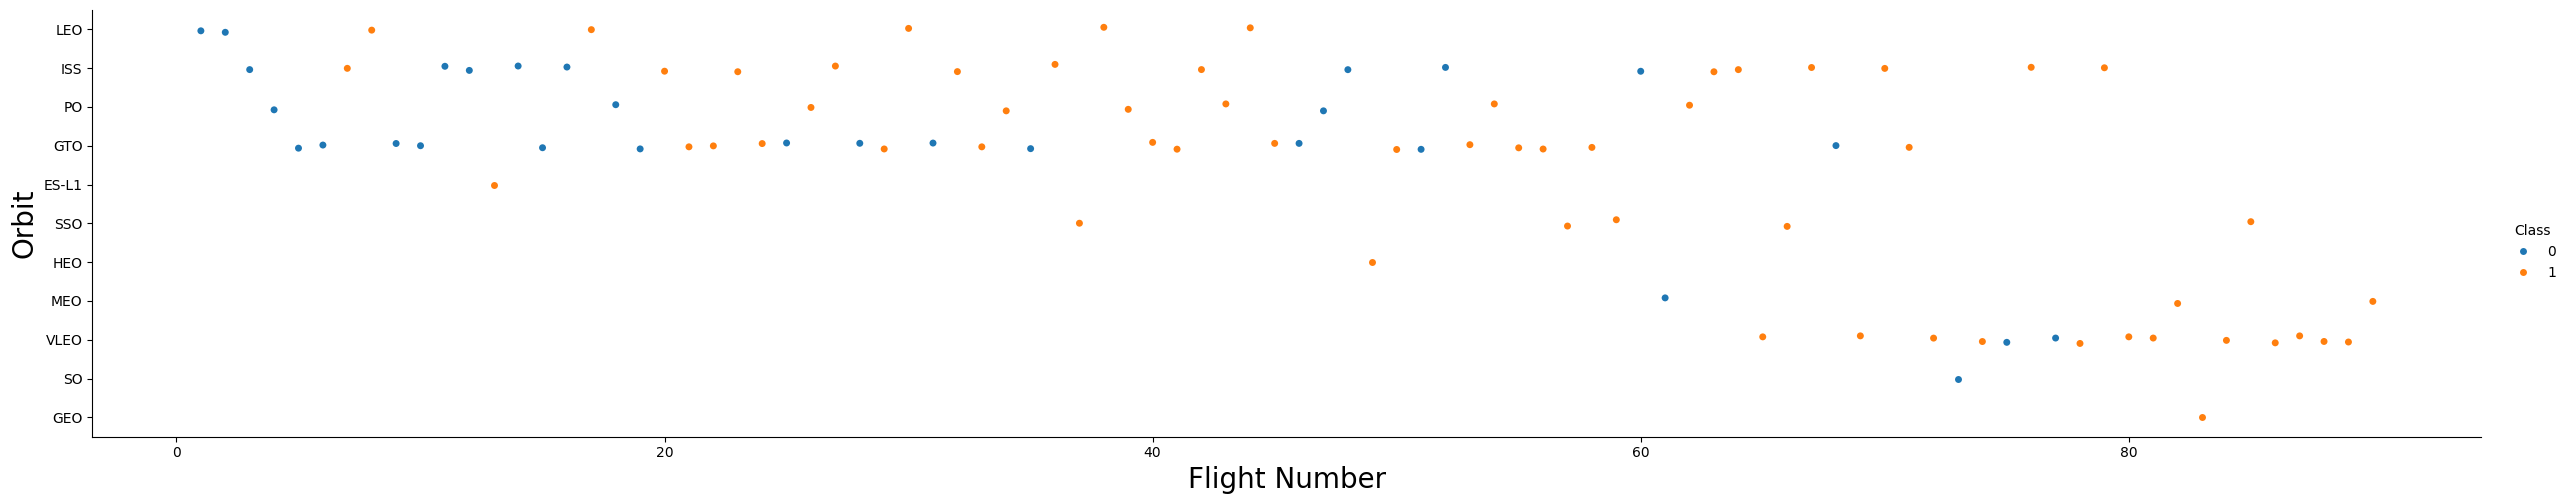 LEO
ISS
PO
GTO
ES-L1
SSO
HEO
MEO
VLEO
SO
GEO
Orbit
0 20 40 60 80
Flight Number
Class
0
1